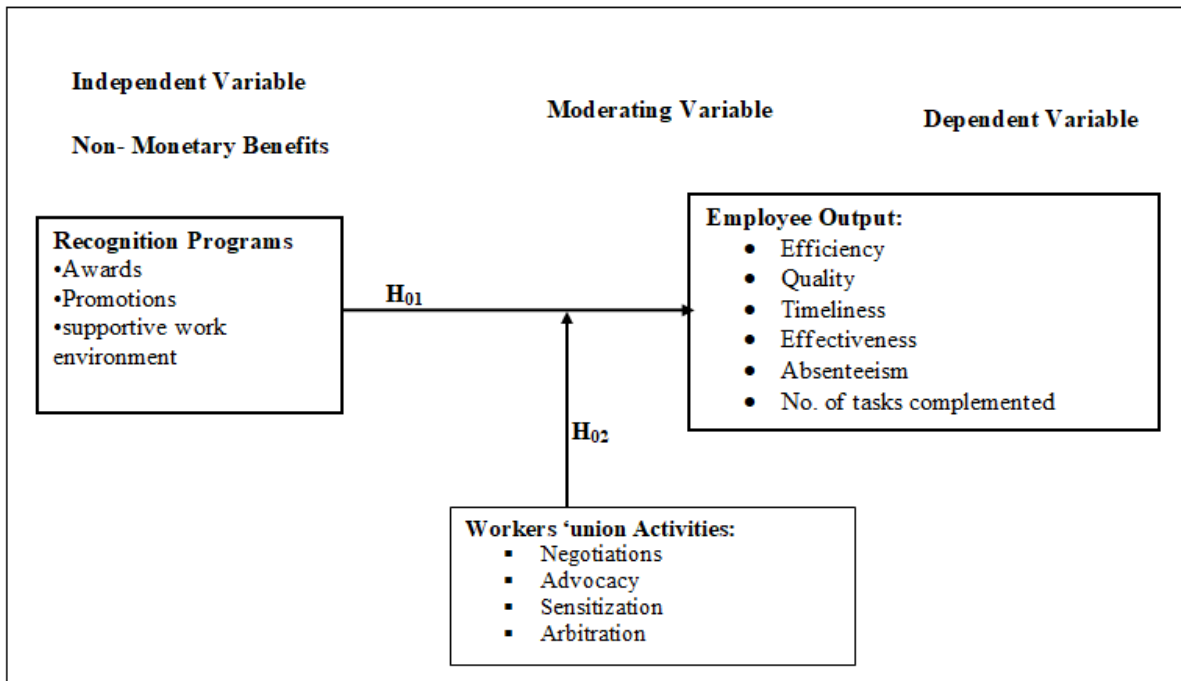 Independent Variable
Non- Monetary Benefits
Moderating Variable
Dependent Variable
Recognition Programs
•Awards
•Promotions
•supportive work
environment
H01
Employee Output:
• Efficiency
• Quality
• Timeliness
• Effectiveness
• Absenteeism
• No. of tasks complemented
H02
Workers ‘union Activities:
▪ Negotiations
▪ Advocacy
▪ Sensitization
▪ Arbitration